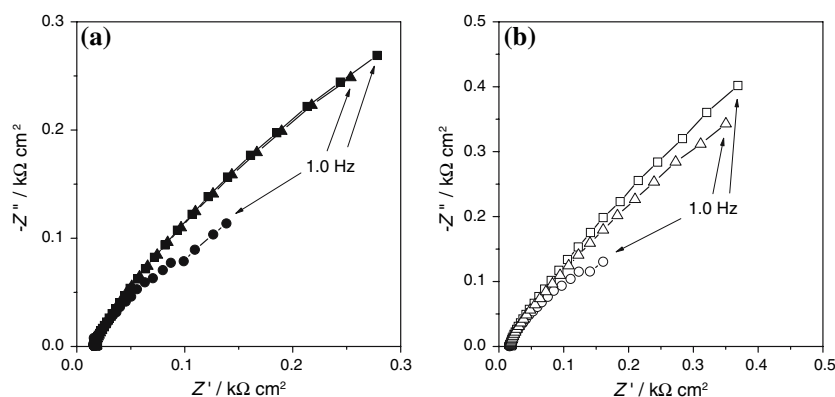 (a)
0.3
0.2
0.1
0.0
-Z" / kΩ cm²
1.0 Hz
0.0 0.1 0.2 0.3
Z' / kΩ cm²
(b)
0.5
0.4
0.3
0.2
0.1
0.0
-Z" / kΩ cm²
1.0 Hz
0.0 0.1 0.2 0.3 0.4 0.5
Z' / kΩ cm²